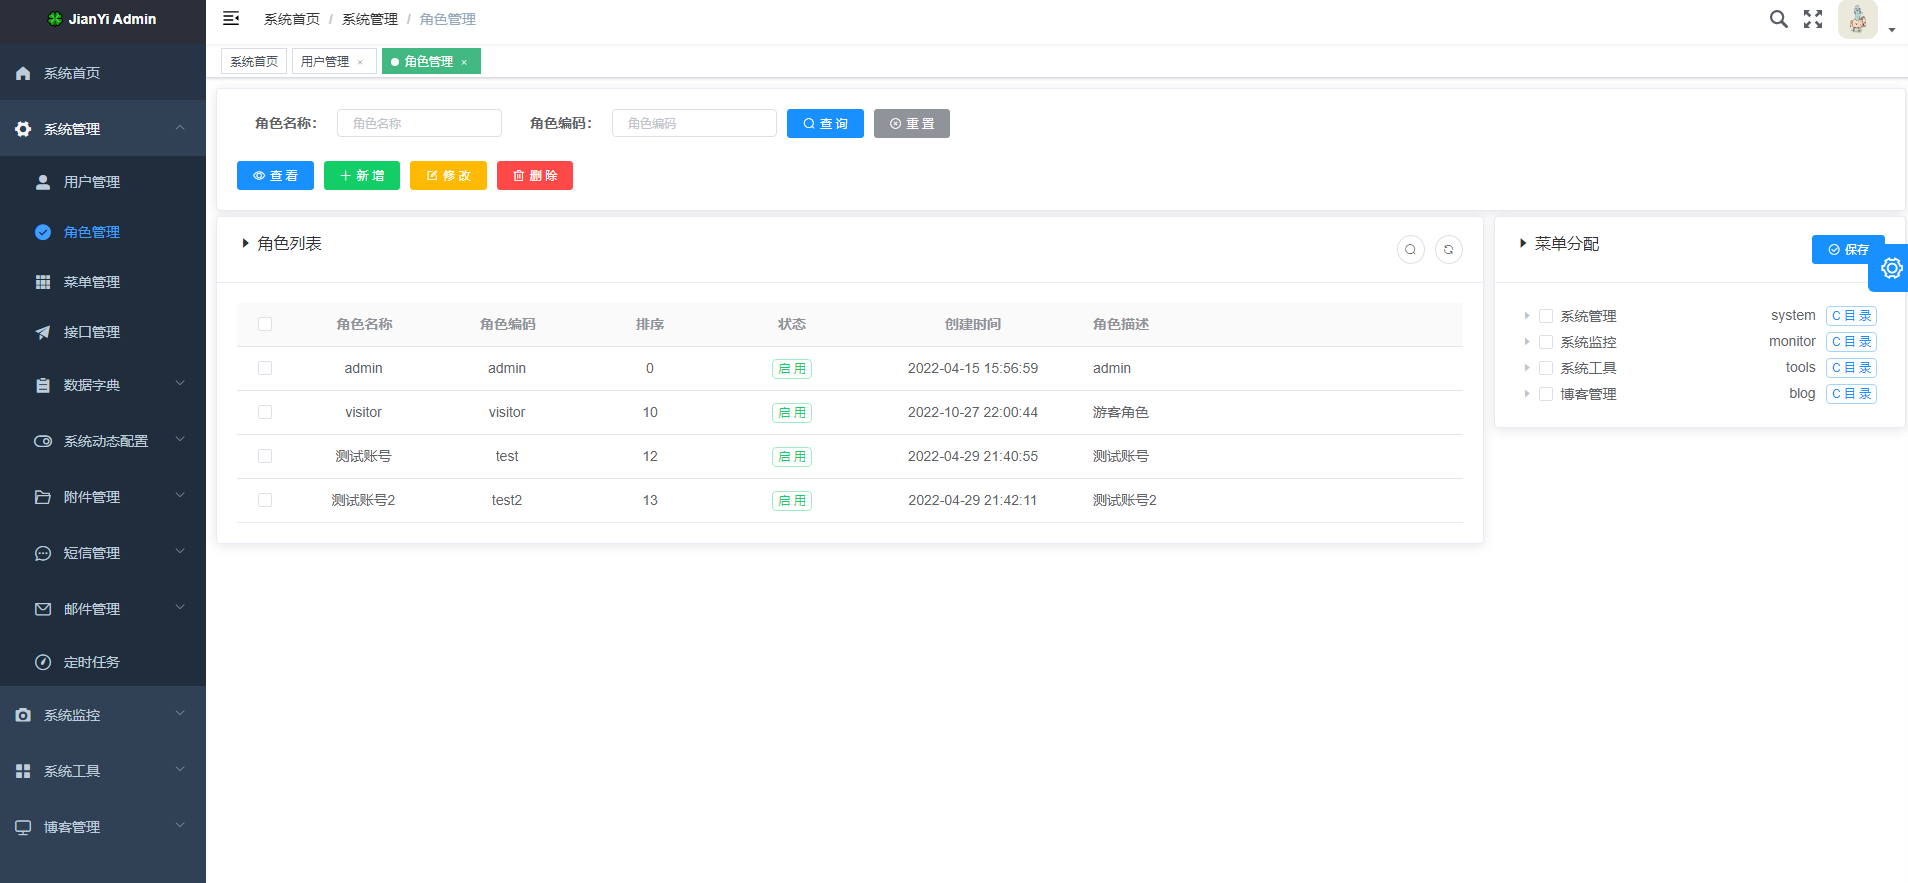 JianYi Admin
系统首页
系统管理
用户管理
角色管理
菜单管理
接口管理
数据字典
系统动态配置
附件管理
短信管理
邮件管理
定时任务
系统监控
系统工具
博客管理
系统首页 / 系统管理 / 角色管理
系统首页 用户管理 × 角色管理 ×
角色名称： 角色名称 角色编码： 角色编码 查询 重置
查看 新增 修改 删除
角色列表
角色名称 角色编码 排序 状态 创建时间 角色描述
admin admin 0 启用 2022-04-15 15:56:59 admin
visitor visitor 10 启用 2022-10-27 22:00:44 游客角色
测试账号 test 12 启用 2022-04-29 21:40:55 测试账号
测试账号2 test2 13 启用 2022-04-29 21:42:11 测试账号2
菜单分配 保存
系统管理 system C 目录
系统监控 monitor C 目录
系统工具 tools C 目录
博客管理 blog C 目录